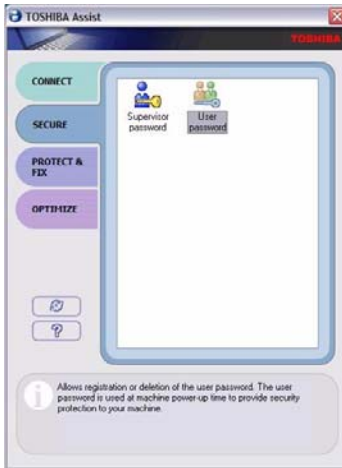 TOSHIBA Assist
TOSHIBA
CONNECT
SECURE
PROTECT &
FIX
OPTIMIZE
Supervisor
password
User
password
?
i
Allows registration or deletion of the user password. The user
password is used at machine power-up time to provide security
protection to your machine.